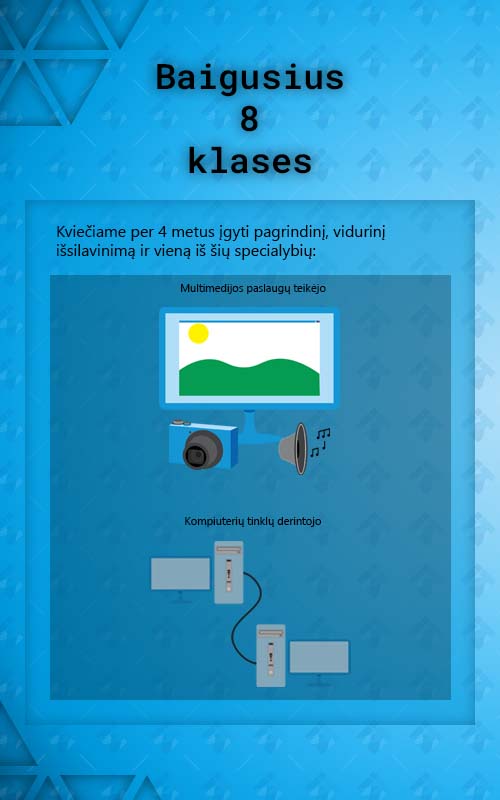 Baigusius
8
klases
Kviečiame per 4 metus įgyti pagrindinį, vidurinį
išsilavinimą ir vieną iš šių specialybių:
Multimedijos paslaugų teikėjo
Kompiuterių tinklų derintojo